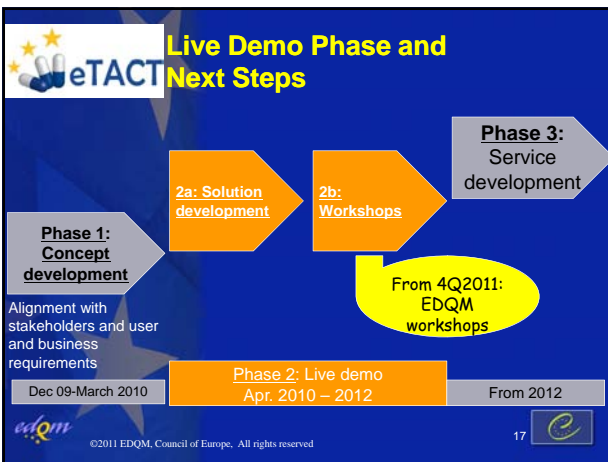 eTACT
Live Demo Phase and
Next Steps
Phase 3:
Service
development
2a: Solution
development
2b:
Workshops
Phase 1:
Concept
development
From 4Q2011:
EDQM
workshops
Alignment with
stakeholders and user
and business
requirements
Phase 2: Live demo
Apr. 2010 – 2012
Dec 09-March 2010
From 2012
edqm
©2011 EDQM, Council of Europe, All rights reserved
17